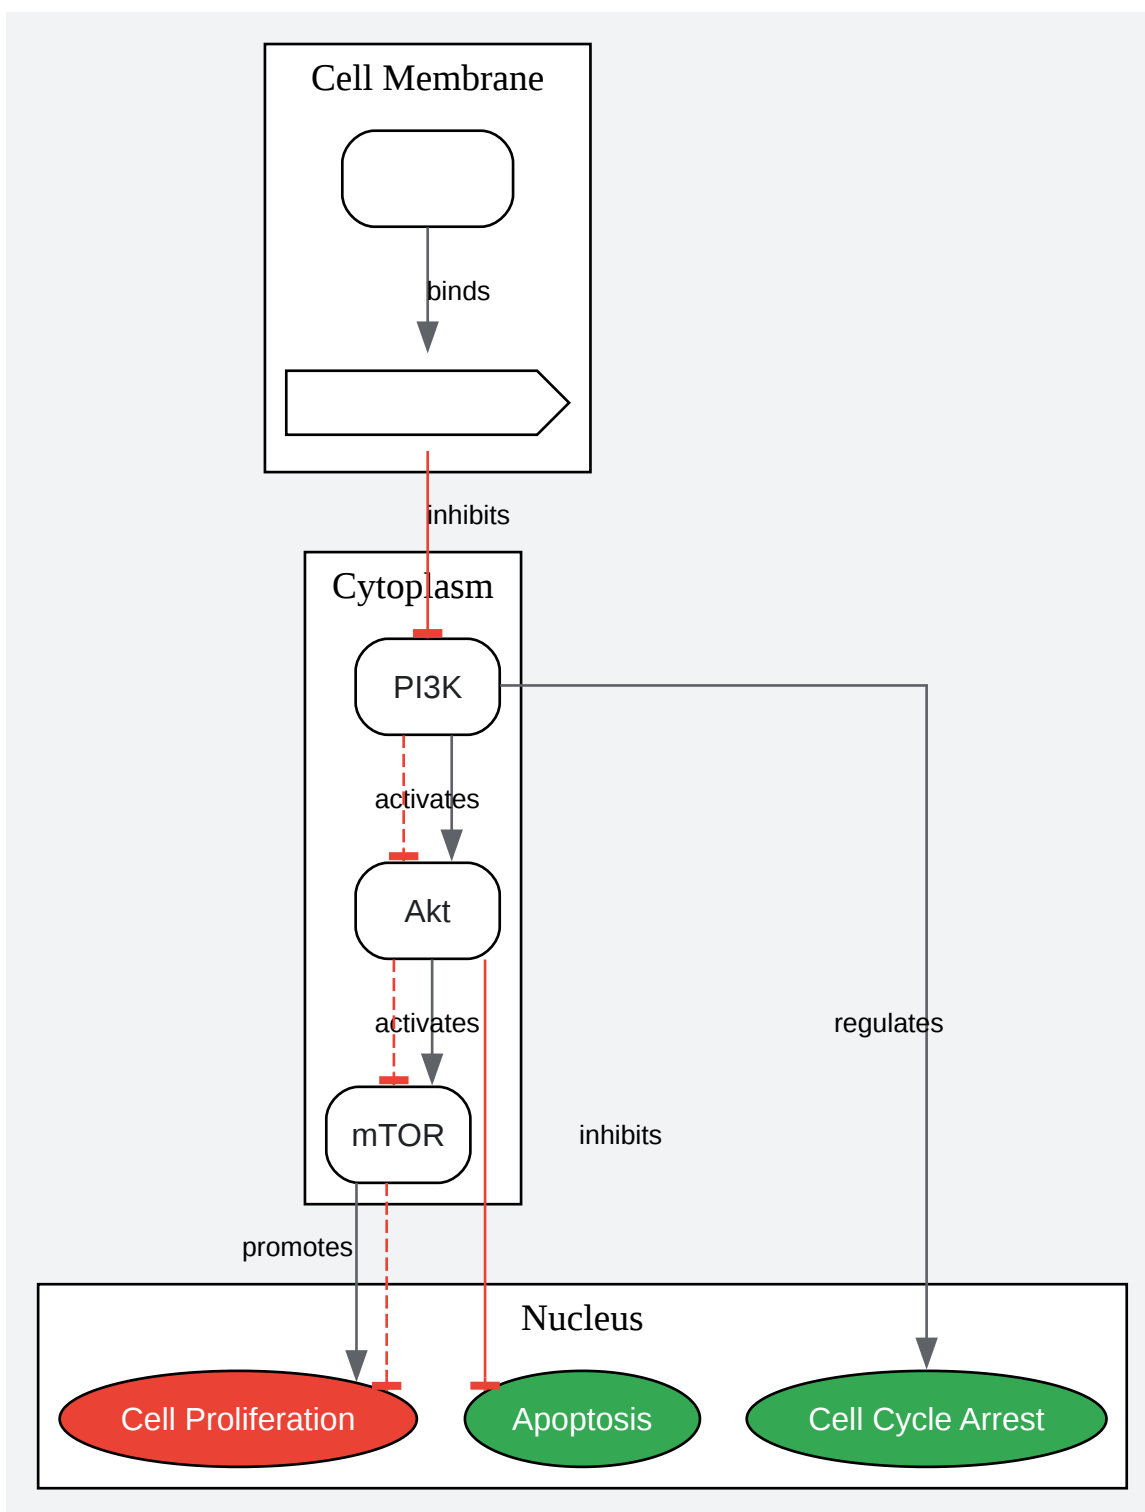 Cell Membrane
binds
inhibits
Cytoplasm
PI3K
activates
Akt
activates
regulates
mTOR
inhibits
promotes
Nucleus
Cell Proliferation
Apoptosis
Cell Cycle Arrest